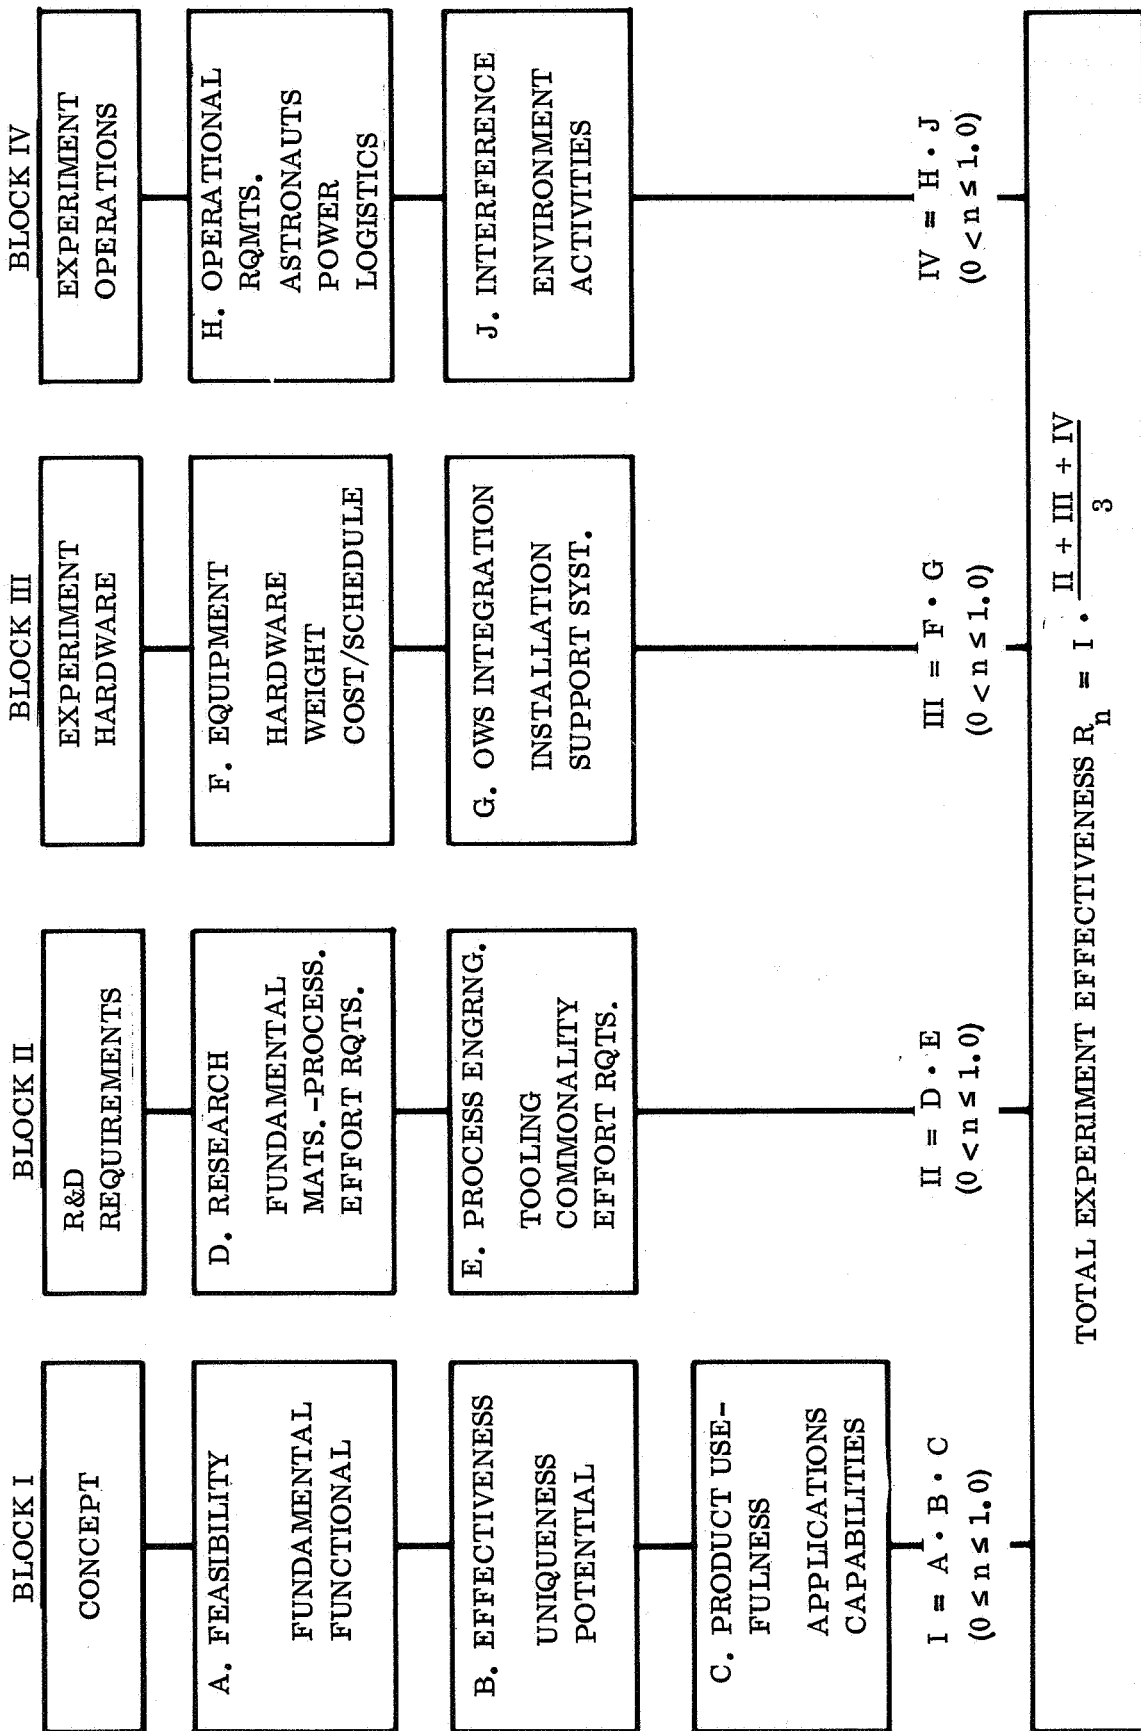 BLOCK I
CONCEPT
A. FEASIBILITY
FUNDAMENTAL
FUNCTIONAL
B. EFFECTIVENESS
UNIQUENESS
POTENTIAL
C. PRODUCT USE-
FULNESS
APPLICATIONS
CAPABILITIES
I = A · B · C
(0 ≤ n ≤ 1.0)
BLOCK II
R&D
REQUIREMENTS
D. RESEARCH
FUNDAMENTAL
MATS. -PROCESS.
EFFORT RQTS.
E. PROCESS ENGRNG.
TOOLING
COMMONALITY
EFFORT RQTS.
II = D · E
(0 < n ≤ 1.0)
BLOCK III
EXPERIMENT
HARDWARE
F. EQUIPMENT
HARDWARE
WEIGHT
COST/SCHEDULE
G. OWS INTEGRATION
INSTALLATION
SUPPORT SYST.
III = F · G
(0 < n ≤ 1.0)
BLOCK IV
EXPERIMENT
OPERATIONS
H. OPERATIONAL
RQMTS.
ASTRONAUTS
POWER
LOGISTICS
J. INTERFERENCE
ENVIRONMENT
ACTIVITIES
IV = H · J
(0 < n ≤ 1.0)
TOTAL EXPERIMENT EFFECTIVENESS Rn = I · II + III + IV
3